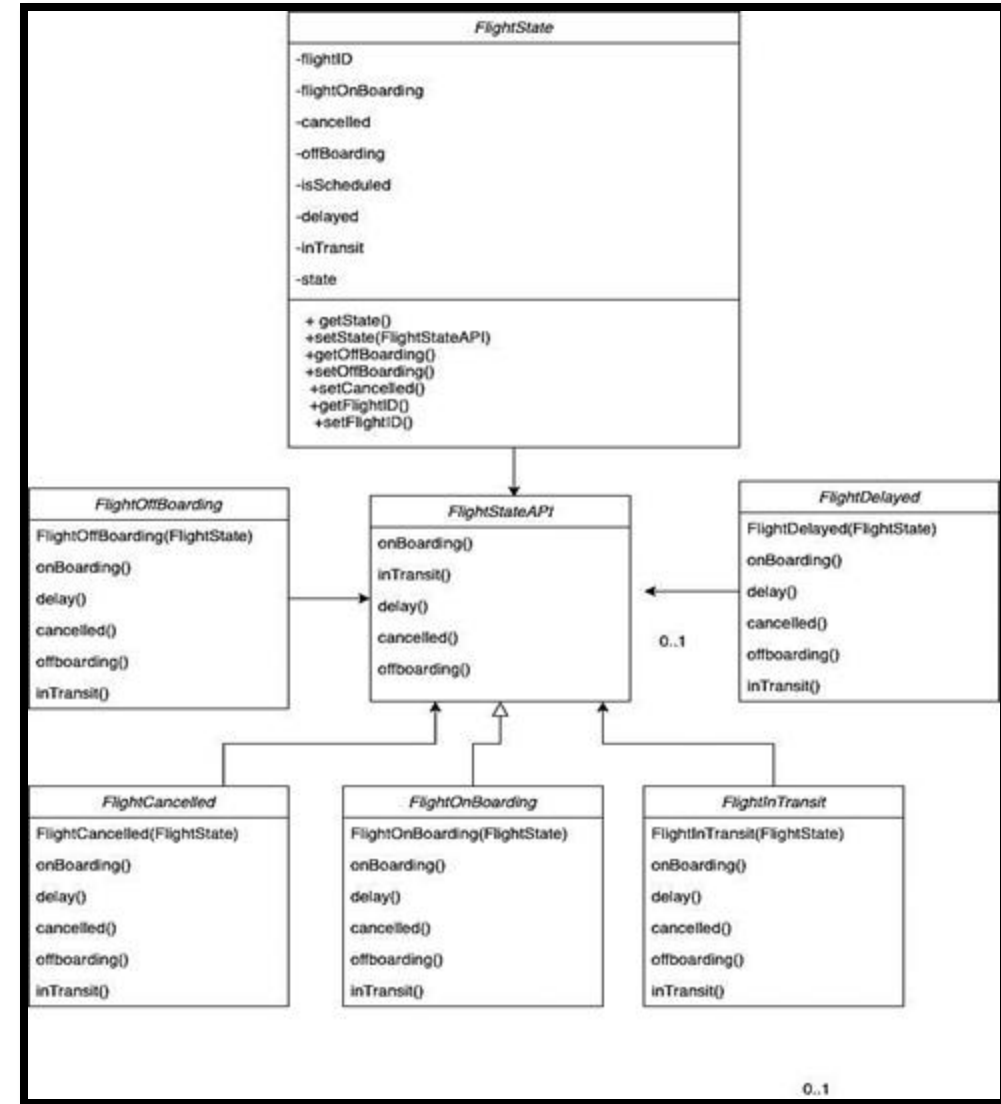 FlightState
-flightID
-flightOnBoarding
-cancelled
-offBoarding
-isScheduled
-delayed
-inTransit
-state
+ getState()
+setState(FlightStateAPI)
+getOffBoarding()
+setOffBoarding()
+setCancelled()
+getFlightID()
+setFlightID()
FlightOffBoarding
FlightOffBoarding(FlightState)
onBoarding()
delay()
cancelled()
offboarding()
inTransit()
FlightStateAPI
onBoarding()
inTransit()
delay()
cancelled()
offboarding()
0..1
FlightDelayed
FlightDelayed(FlightState)
onBoarding()
delay()
cancelled()
offboarding()
inTransit()
FlightCancelled
FlightCancelled(FlightState)
onBoarding()
delay()
cancelled()
offboarding()
inTransit()
FlightOnBoarding
FlightOnBoarding(FlightState)
onBoarding()
delay()
cancelled()
offboarding()
inTransit()
FlightInTransit
FlightInTransit(FlightState)
onBoarding()
delay()
cancelled()
offboarding()
inTransit()
0..1